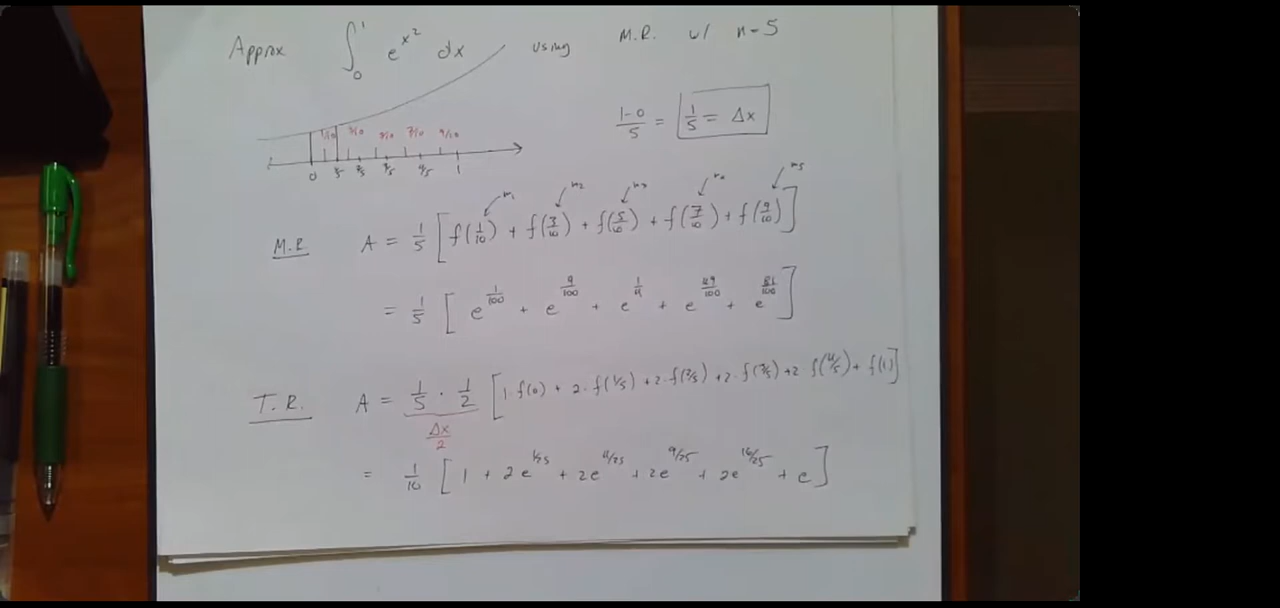 Approx ∫₀¹ e^(x²) dx using M.R. w/ n=5
(1-0)/5 = 1/5 = Δx
1/10 3/10 5/10 7/10 9/10
0 1/5 2/5 3/5 4/5 1
m₁ m₂ m₃ m₄ m₅
M.R. A = 1/5 [f(1/10) + f(3/10) + f(5/10) + f(7/10) + f(9/10)]
= 1/5 [e^(1/100) + e^(9/100) + e^(1/4) + e^(49/100) + e^(81/100)]
T.R. A = 1/5 · 1/2 [1·f(0) + 2·f(1/5) + 2·f(2/5) + 2·f(3/5) + 2 f(4/5) + f(1)]
Δx/2
= 1/10 [1 + 2e^(1/25) + 2e^(4/25) + 2e^(9/25) + 2e^(16/25) + e]